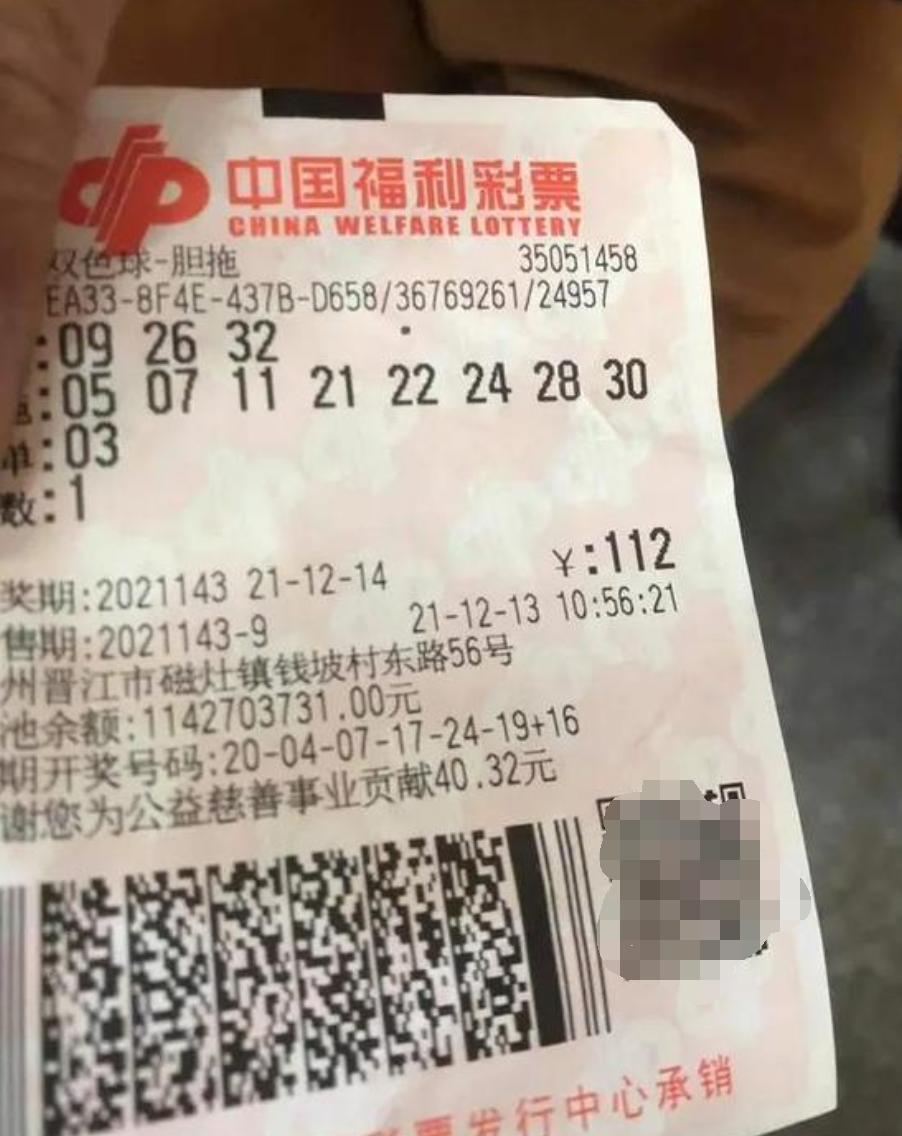 中国福利彩票
CHINA WELFARE LOTTERY
双色球-胆拖 35051458
EA33-8F4E-437B-D658/36769261/24957
:09 26 32
:05 07 11 21 22 24 28 30
单:03
数:1
¥:112
奖期:2021143 21-12-14
售期:2021143-9 21-12-13 10:56:21
州晋江市磁灶镇钱坡村东路56号
池余额:1142703731.00元
期开奖号码:20-04-07-17-24-19+16
谢您为公益慈善事业贡献40.32元
票发行中心承销